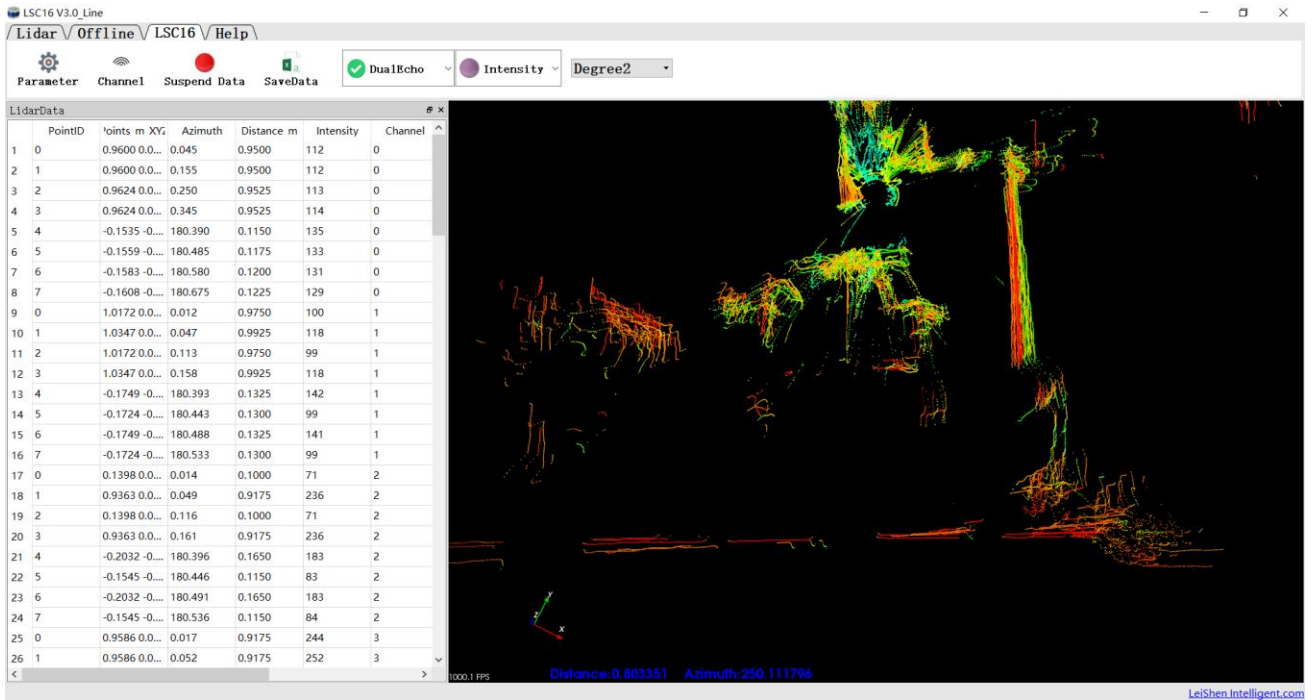 LSC16 V3.0_Line
Lidar Offline LSC16 Help
Parameter Channel Suspend Data SaveData DualEcho Intensity Degree2
LidarData
PointID Points m XYZ Azimuth Distance m Intensity Channel
1 0 0.9600 0.0... 0.045 0.9500 112 0
2 1 0.9600 0.0... 0.155 0.9500 112 0
3 2 0.9624 0.0... 0.250 0.9525 113 0
4 3 0.9624 0.0... 0.345 0.9525 114 0
5 4 -0.1535 -0.... 180.390 0.1150 135 0
6 5 -0.1559 -0.... 180.485 0.1175 133 0
7 6 -0.1583 -0.... 180.580 0.1200 131 0
8 7 -0.1608 -0.... 180.675 0.1225 129 0
9 0 1.0172 0.0... 0.012 0.9750 100 1
10 1 1.0347 0.0... 0.047 0.9925 118 1
11 2 1.0172 0.0... 0.113 0.9750 99 1
12 3 1.0347 0.0... 0.158 0.9925 118 1
13 4 -0.1749 -0.... 180.393 0.1325 142 1
14 5 -0.1724 -0.... 180.443 0.1300 99 1
15 6 -0.1749 -0.... 180.488 0.1325 141 1
16 7 -0.1724 -0.... 180.533 0.1300 99 1
17 0 0.1398 0.0... 0.014 0.1000 71 2
18 1 0.9363 0.0... 0.049 0.9175 236 2
19 2 0.1398 0.0... 0.116 0.1000 71 2
20 3 0.9363 0.0... 0.161 0.9175 236 2
21 4 -0.2032 -0.... 180.396 0.1650 183 2
22 5 -0.1545 -0.... 180.446 0.1150 83 2
23 6 -0.2032 -0.... 180.491 0.1650 183 2
24 7 -0.1545 -0.... 180.536 0.1150 84 2
25 0 0.9586 0.0... 0.017 0.9175 244 3
26 1 0.9586 0.0... 0.052 0.9175 252 3
y
z
x
1000.1 FPS
Distance:0.803351 Azimuth:250.111796
LeiShen Intelligent.com